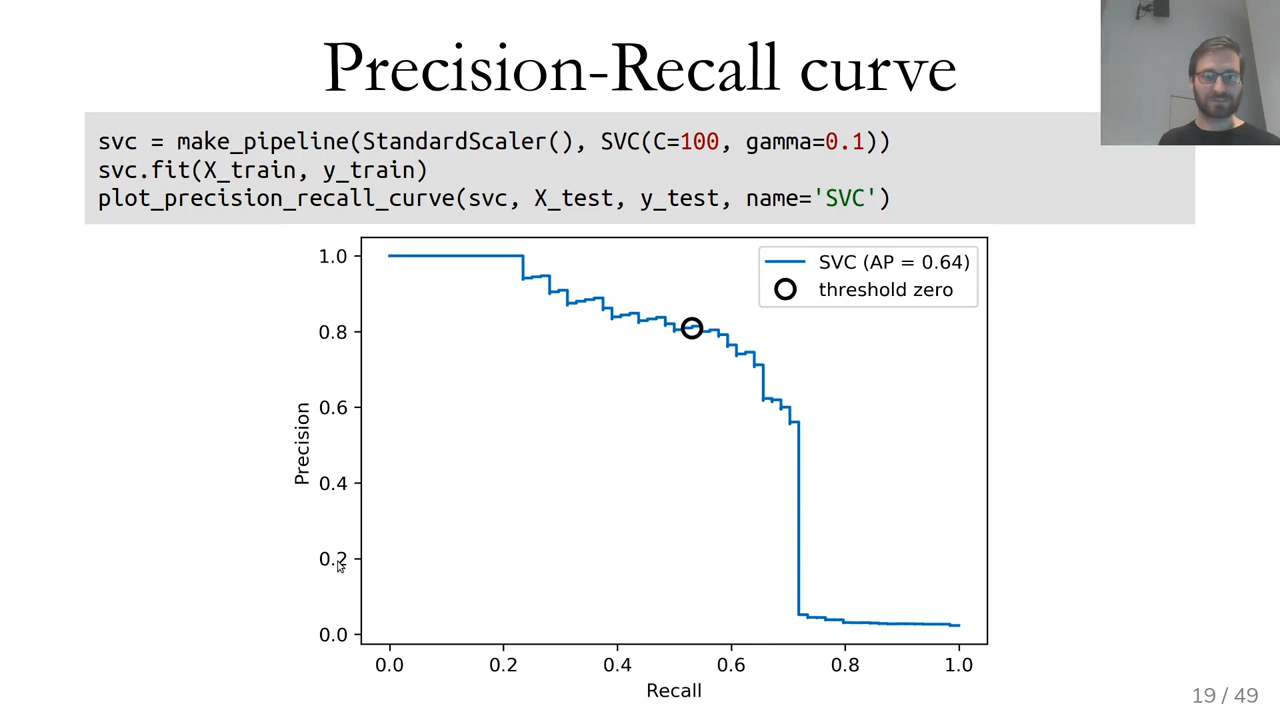 Precision-Recall curve
svc = make_pipeline(StandardScaler(), SVC(C=100, gamma=0.1))
svc.fit(X_train, y_train)
plot_precision_recall_curve(svc, X_test, y_test, name='SVC')
SVC (AP = 0.64)
threshold zero
1.0
0.8
0.6
0.4
0.2
0.0
Precision
0.0 0.2 0.4 0.6 0.8 1.0
Recall
19 / 49